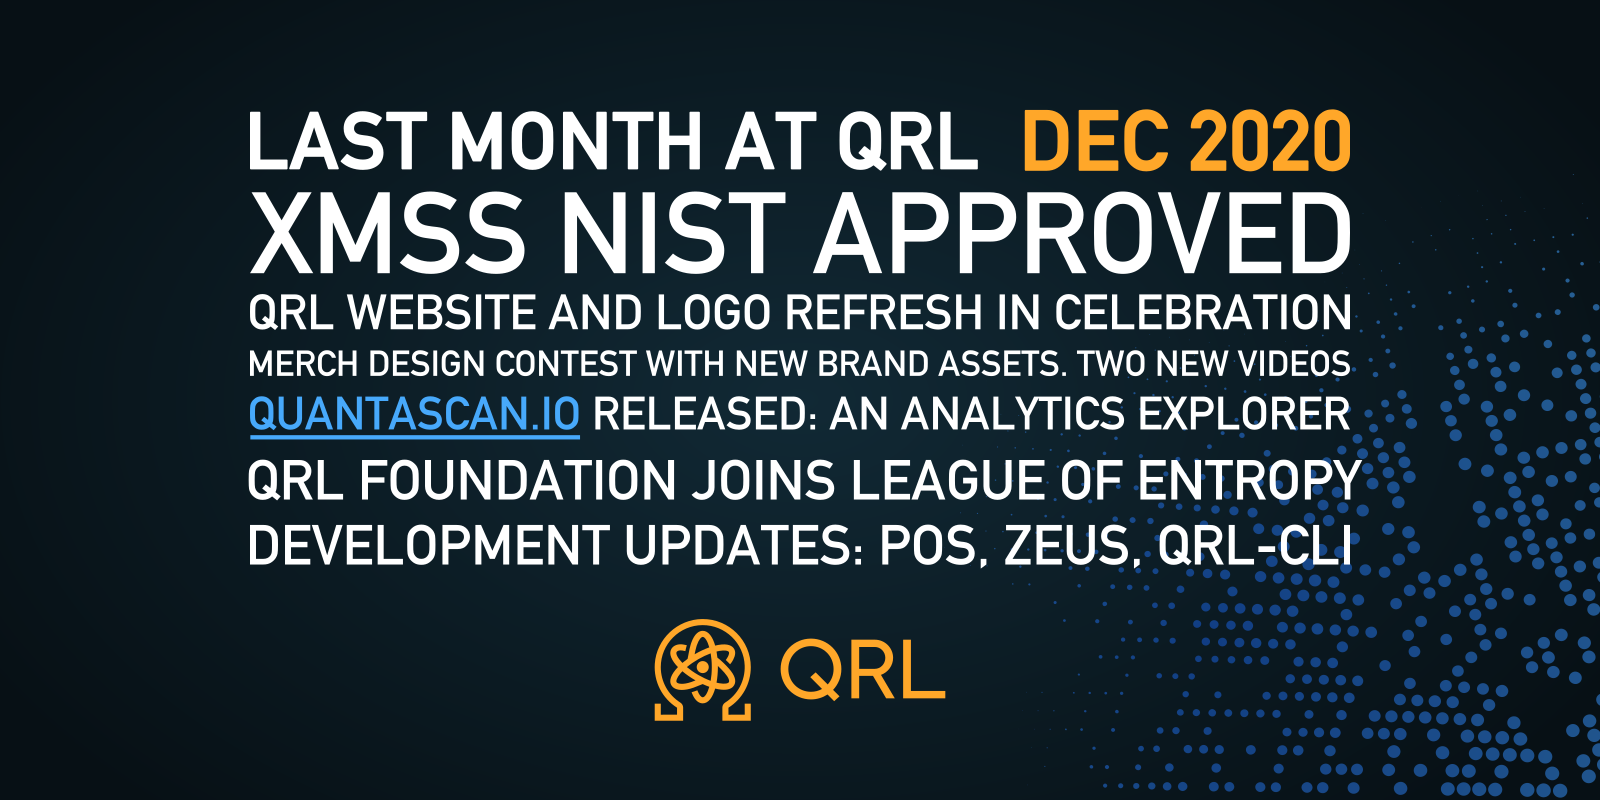 LAST MONTH AT QRL DEC 2020
XMSS NIST APPROVED
QRL WEBSITE AND LOGO REFRESH IN CELEBRATION
MERCH DESIGN CONTEST WITH NEW BRAND ASSETS. TWO NEW VIDEOS
QUANTASCAN.IO RELEASED: AN ANALYTICS EXPLORER
QRL FOUNDATION JOINS LEAGUE OF ENTROPY
DEVELOPMENT UPDATES: POS, ZEUS, QRL-CLI
QRL